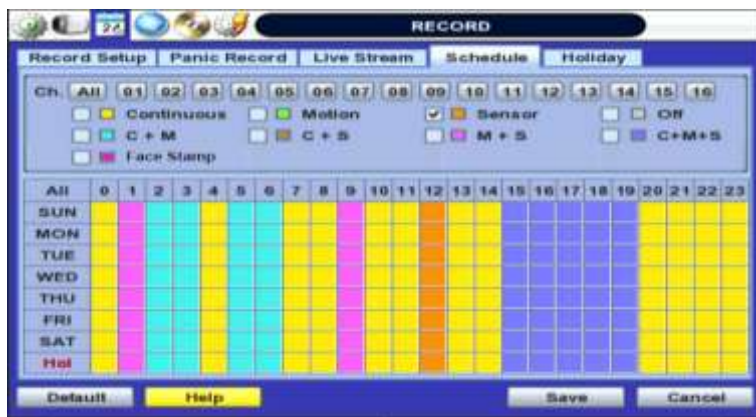 RECORD
Record Setup Panic Record Live Stream Schedule Holiday
Ch. All 01 02 03 04 05 06 07 08 09 10 11 12 13 14 15 16
Continuous Motion Sensor Off
C + M C + S M + S C+M+S
Face Stamp
All 0 1 2 3 4 5 6 7 8 9 10 11 12 13 14 15 16 17 18 19 20 21 22 23
SUN
MON
TUE
WED
THU
FRI
SAT
Hol
Default Help Save Cancel